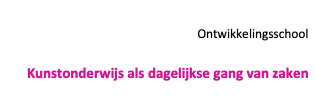 Ontwikkelingsschool
Kunstonderwijs als dagelijkse gang van zaken